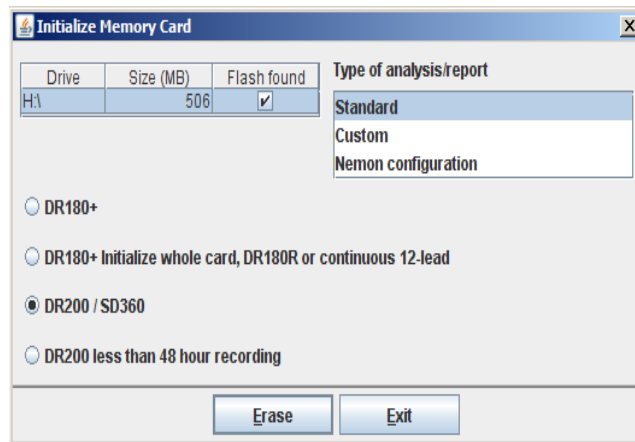 Initialize Memory Card
Drive Size (MB) Flash found
H:\ 506
Type of analysis/report
Standard
Custom
Nemon configuration
DR180+
DR180+ Initialize whole card, DR180R or continuous 12-lead
DR200 / SD360
DR200 less than 48 hour recording
Erase Exit